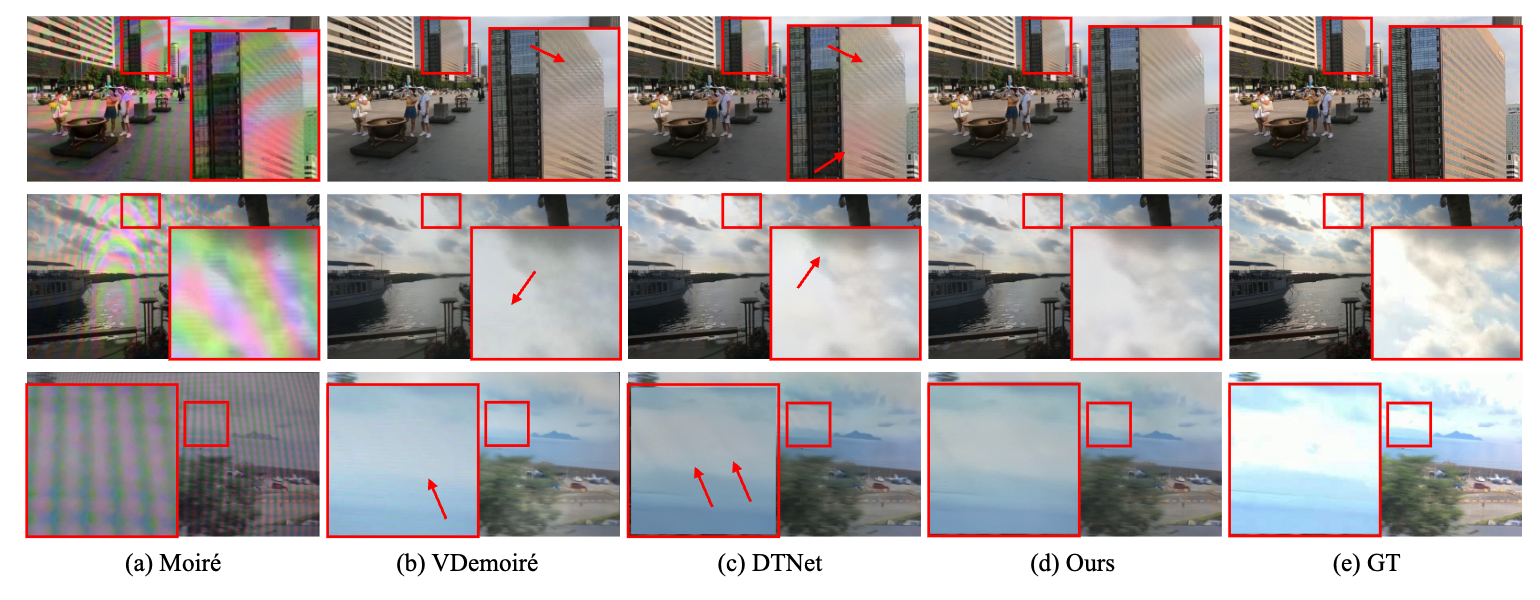 (a) Moiré
(b) VDemoiré
(c) DTNet
(d) Ours
(e) GT